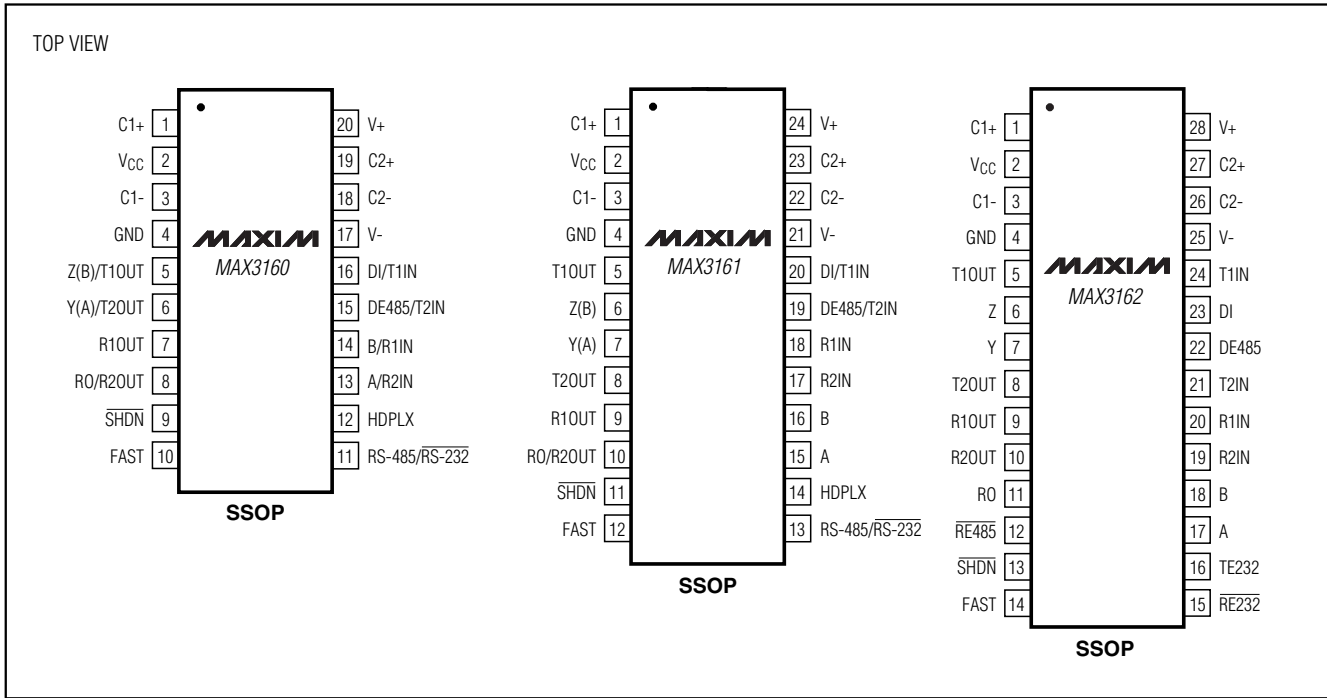 TOP VIEW
C1+ 1
VCC 2
C1- 3
GND 4
Z(B)/T1OUT 5
Y(A)/T2OUT 6
R1OUT 7
RO/R2OUT 8
SHDN 9
FAST 10
MAXIM
MAX3160
20 V+
19 C2+
18 C2-
17 V-
16 DI/T1IN
15 DE485/T2IN
14 B/R1IN
13 A/R2IN
12 HDPLX
11 RS-485/RS-232
SSOP
C1+ 1
VCC 2
C1- 3
GND 4
T1OUT 5
Z(B) 6
Y(A) 7
T2OUT 8
R1OUT 9
RO/R2OUT 10
SHDN 11
FAST 12
MAXIM
MAX3161
24 V+
23 C2+
22 C2-
21 V-
20 DI/T1IN
19 DE485/T2IN
18 R1IN
17 R2IN
16 B
15 A
14 HDPLX
13 RS-485/RS-232
SSOP
C1+ 1
VCC 2
C1- 3
GND 4
T1OUT 5
Z 6
Y 7
T2OUT 8
R1OUT 9
R2OUT 10
RO 11
RE485 12
SHDN 13
FAST 14
MAXIM
MAX3162
28 V+
27 C2+
26 C2-
25 V-
24 T1IN
23 DI
22 DE485
21 T2IN
20 R1IN
19 R2IN
18 B
17 A
16 TE232
15 RE232
SSOP